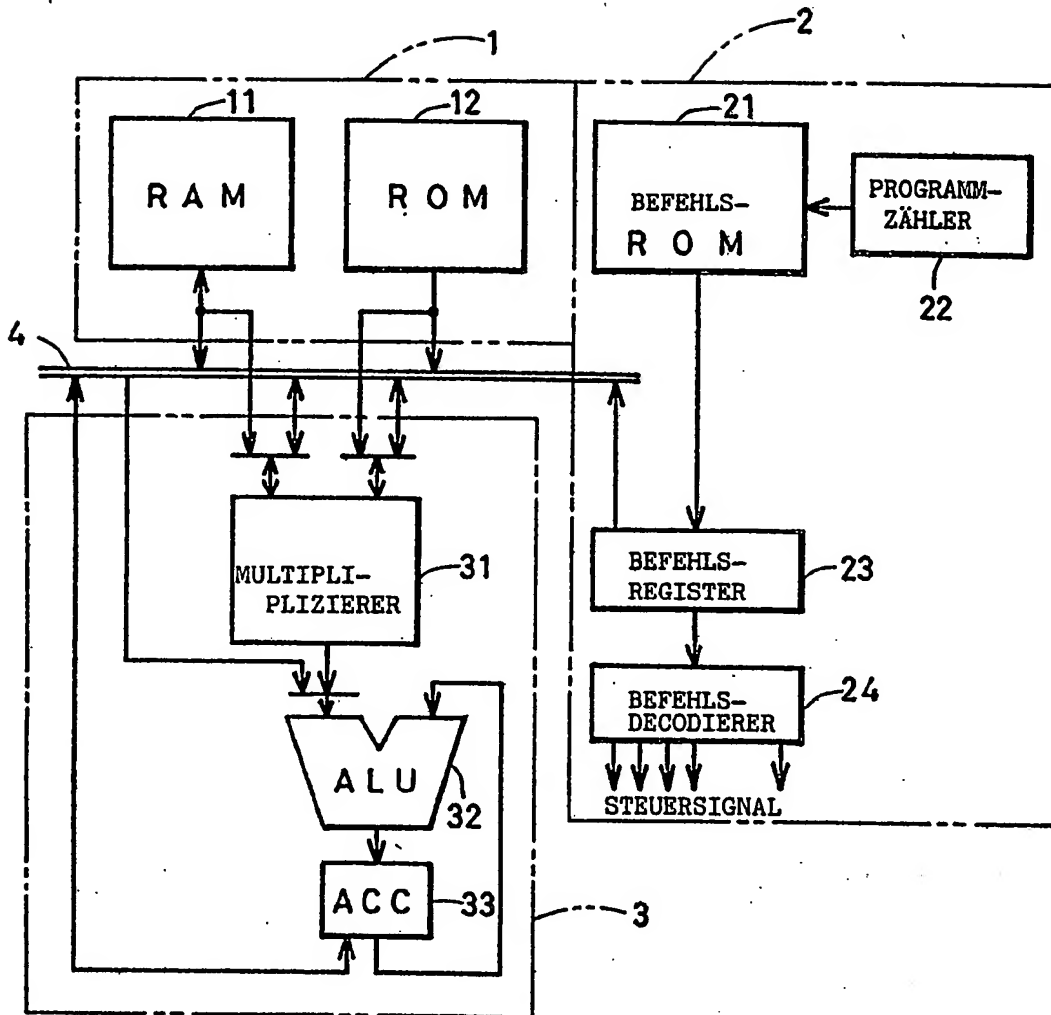 1
2
11
12
21
RAM
ROM
BEFEHLS-
ROM
PROGRAMM-
ZÄHLER
22
4
MULTIPLI-
PLIZIERER
31
BEFEHLS-
REGISTER
23
BEFEHLS-
DECODIERER
24
STEUERSIGNAL
ALU
32
ACC
33
3